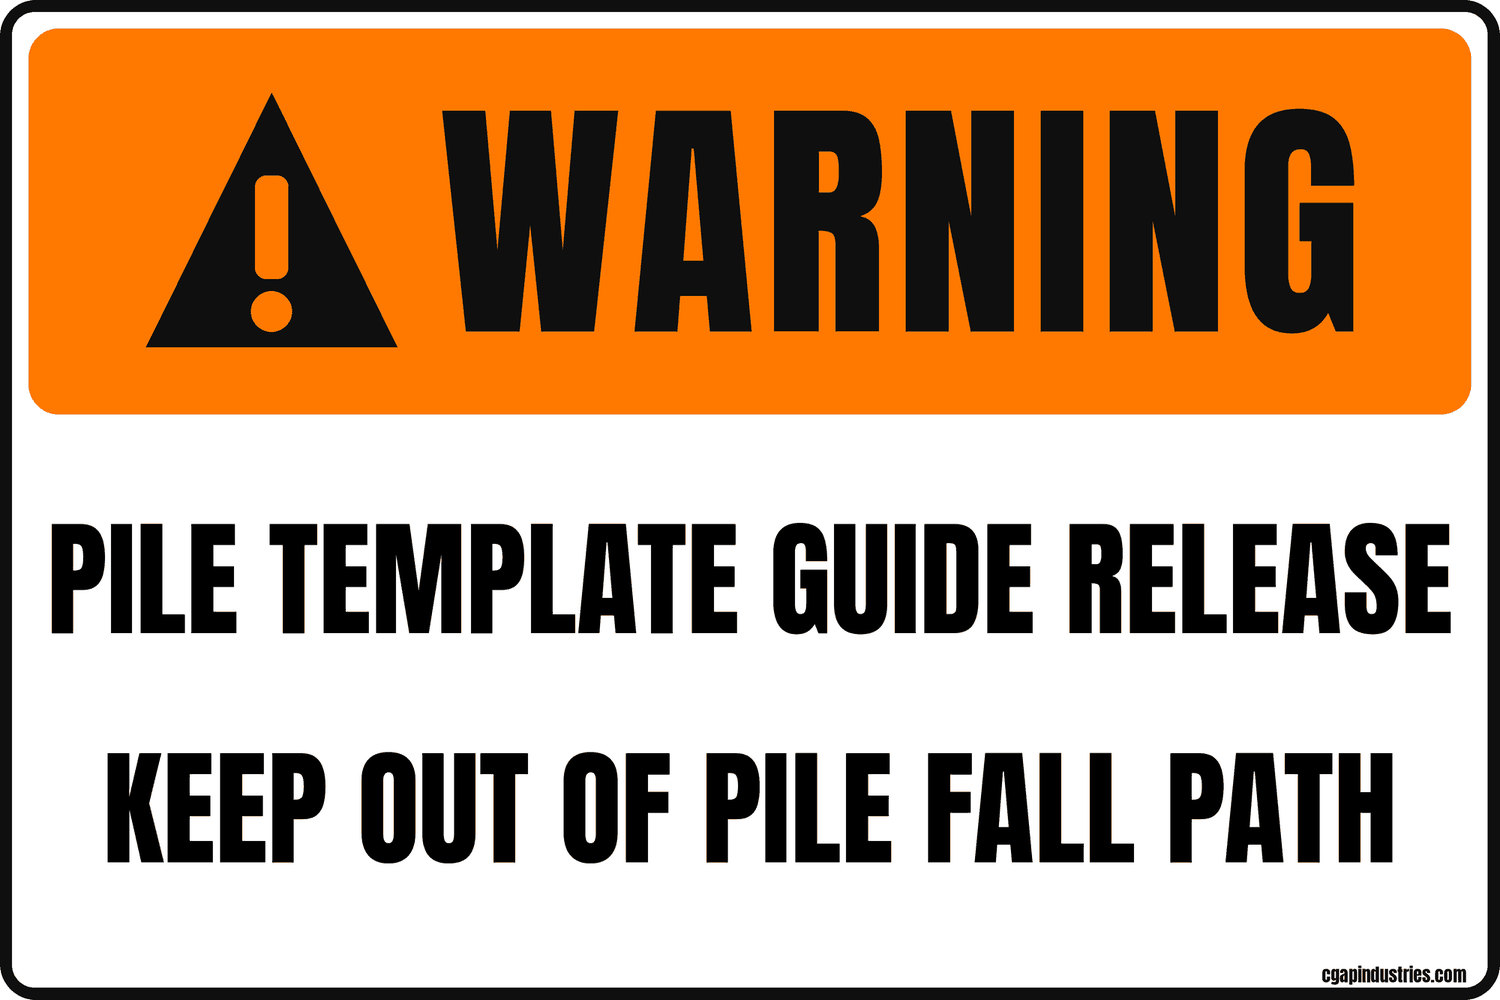 WARNING
PILE TEMPLATE GUIDE RELEASE
KEEP OUT OF PILE FALL PATH
cgapindustries.com